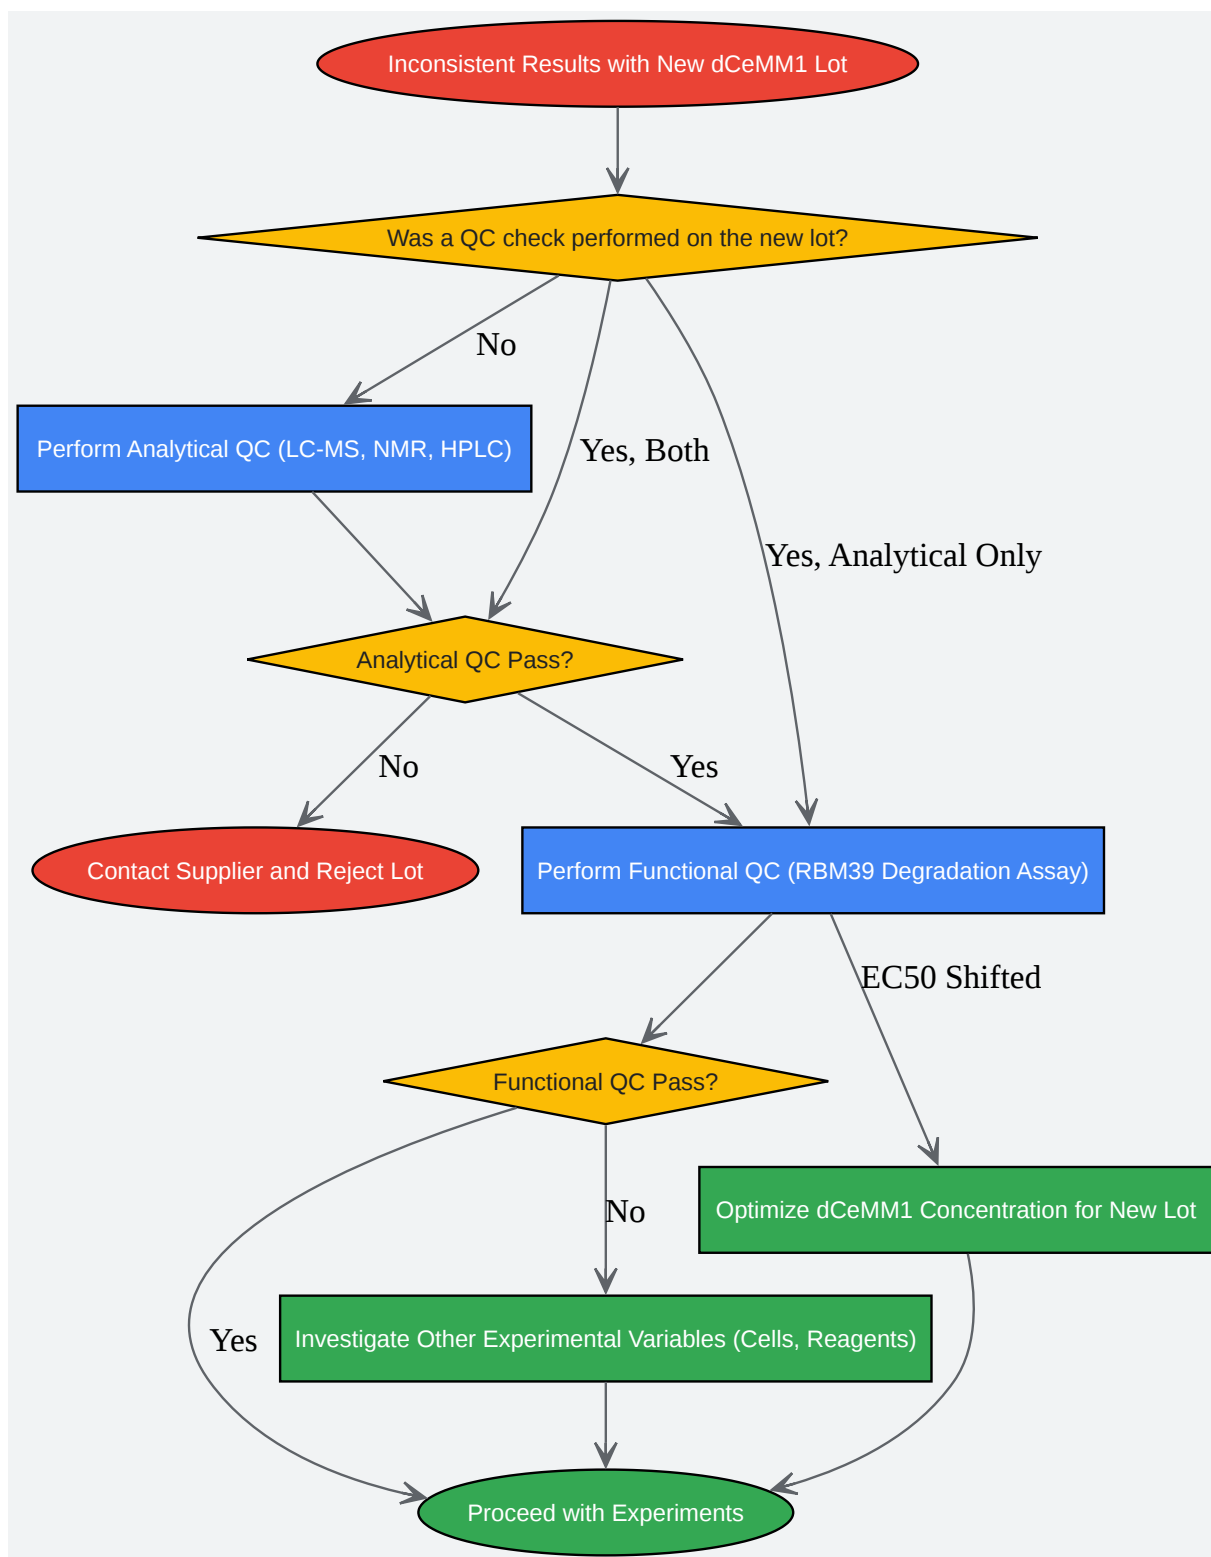 Inconsistent Results with New dCeMM1 Lot
Was a QC check performed on the new lot?
No
Perform Analytical QC (LC-MS, NMR, HPLC)
Yes, Both
Yes, Analytical Only
Analytical QC Pass?
No
Yes
Contact Supplier and Reject Lot
Perform Functional QC (RBM39 Degradation Assay)
EC50 Shifted
Functional QC Pass?
No
Optimize dCeMM1 Concentration for New Lot
Yes
Investigate Other Experimental Variables (Cells, Reagents)
Proceed with Experiments